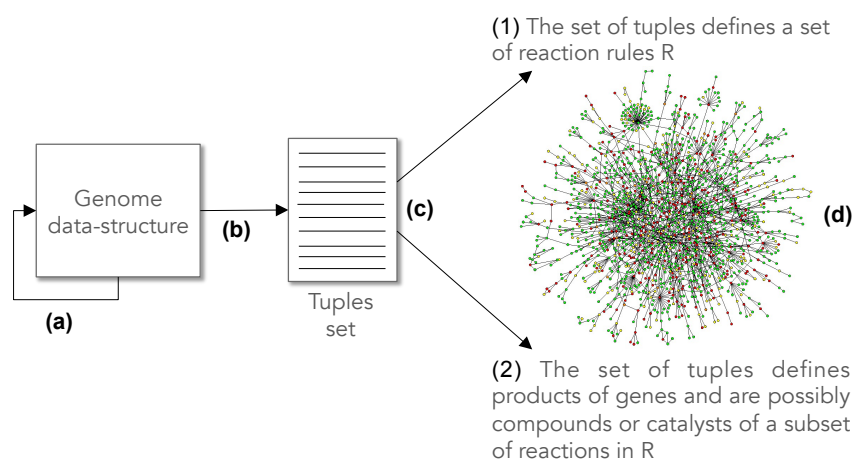 (1) The set of tuples defines a set
of reaction rules R
Genome
data-structure
(a)
(b)
(c)
(d)
Tuples
set
(2) The set of tuples defines
products of genes and are possibly
compounds or catalysts of a subset
of reactions in R